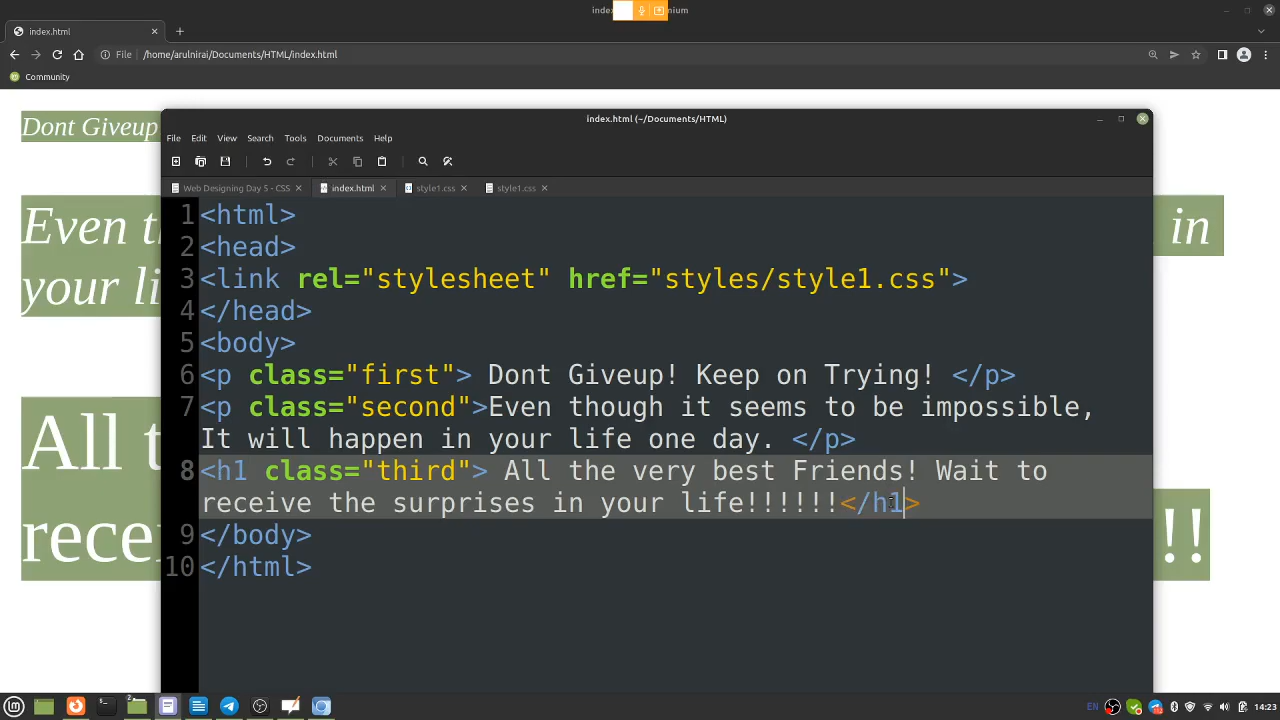 index.html
/home/arulnirai/Documents/HTML/index.html
File
Community
Dont Giveup
Even th
in
your li
All t
rece
!!
index.html (~/Documents/HTML)
File Edit View Search Tools Documents Help
Web Designing Day 5 - CSS
index.html
style1.css
style1.css
1 <html>
2 <head>
3 <link rel="stylesheet" href="styles/style1.css">
4 </head>
5 <body>
6 <p class="first"> Dont Giveup! Keep on Trying! </p>
7 <p class="second">Even though it seems to be impossible,
It will happen in your life one day. </p>
8 <h1 class="third"> All the very best Friends! Wait to
receive the surprises in your life!!!!!!</h1>
9 </body>
10 </html>
EN
14:23